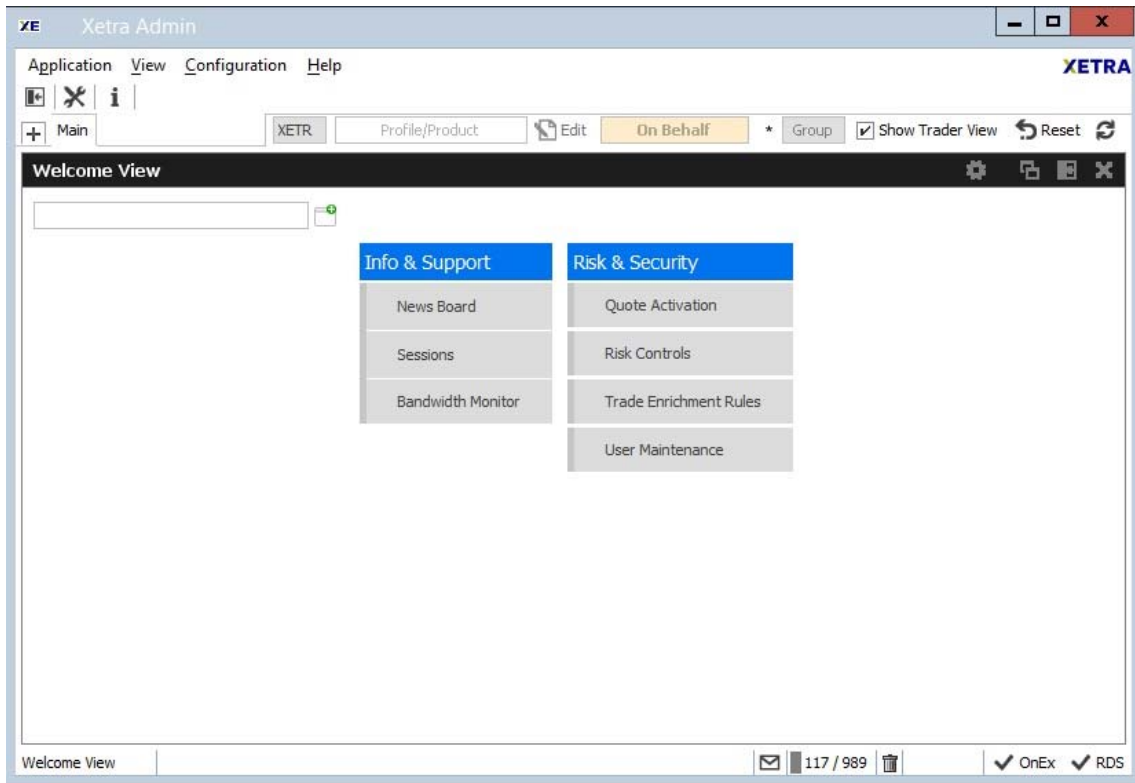 XE Xetra Admin
Application View Configuration Help
XETRA
i
+ Main XETR Profile/Product Edit On Behalf * Group Show Trader View Reset
Welcome View
Info & Support
News Board
Sessions
Bandwidth Monitor
Risk & Security
Quote Activation
Risk Controls
Trade Enrichment Rules
User Maintenance
Welcome View 117 / 989 OnEx RDS